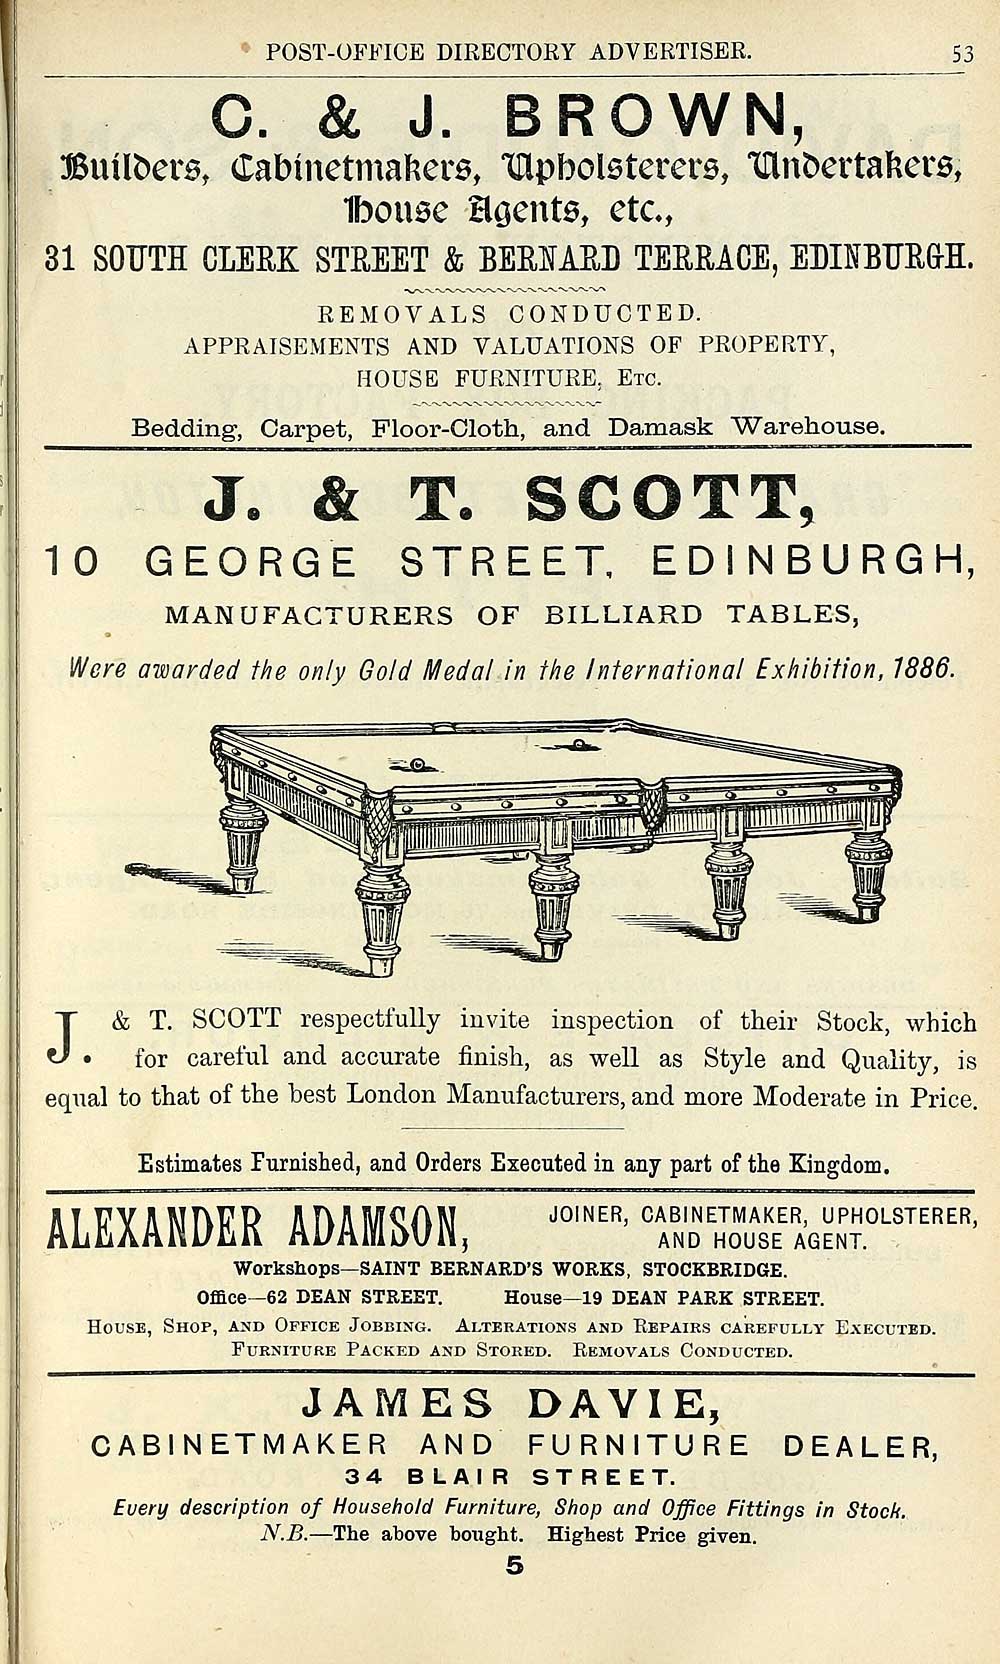 POST-OFFICE DIRECTORY ADVERTISER. 53
C. & J. BROWN,
Builders, Cabinetmakers, Upholsterers, Undertakers,
House Agents, etc.,
31 SOUTH CLERK STREET & BERNARD TERRACE, EDINBURGH.
REMOVALS CONDUCTED.
APPRAISEMENTS AND VALUATIONS OF PROPERTY,
HOUSE FURNITURE, ETC.
Bedding, Carpet, Floor-Cloth, and Damask Warehouse.
J. & T. SCOTT,
10 GEORGE STREET, EDINBURGH,
MANUFACTURERS OF BILLIARD TABLES,
Were awarded the only Gold Medal in the International Exhibition, 1886.
J. & T. SCOTT respectfully invite inspection of their Stock, which
for careful and accurate finish, as well as Style and Quality, is
equal to that of the best London Manufacturers, and more Moderate in Price.
Estimates Furnished, and Orders Executed in any part of the Kingdom.
ALEXANDER ADAMSON, JOINER, CABINETMAKER, UPHOLSTERER,
AND HOUSE AGENT.
Workshops—SAINT BERNARD'S WORKS, STOCKBRIDGE.
Office—62 DEAN STREET. House—19 DEAN PARK STREET.
HOUSE, SHOP, AND OFFICE JOBBING. ALTERATIONS AND REPAIRS CAREFULLY EXECUTED.
FURNITURE PACKED AND STORED. REMOVALS CONDUCTED.
JAMES DAVIE,
CABINETMAKER AND FURNITURE DEALER,
34 BLAIR STREET.
Every description of Household Furniture, Shop and Office Fittings in Stock.
N.B.—The above bought. Highest Price given.
5